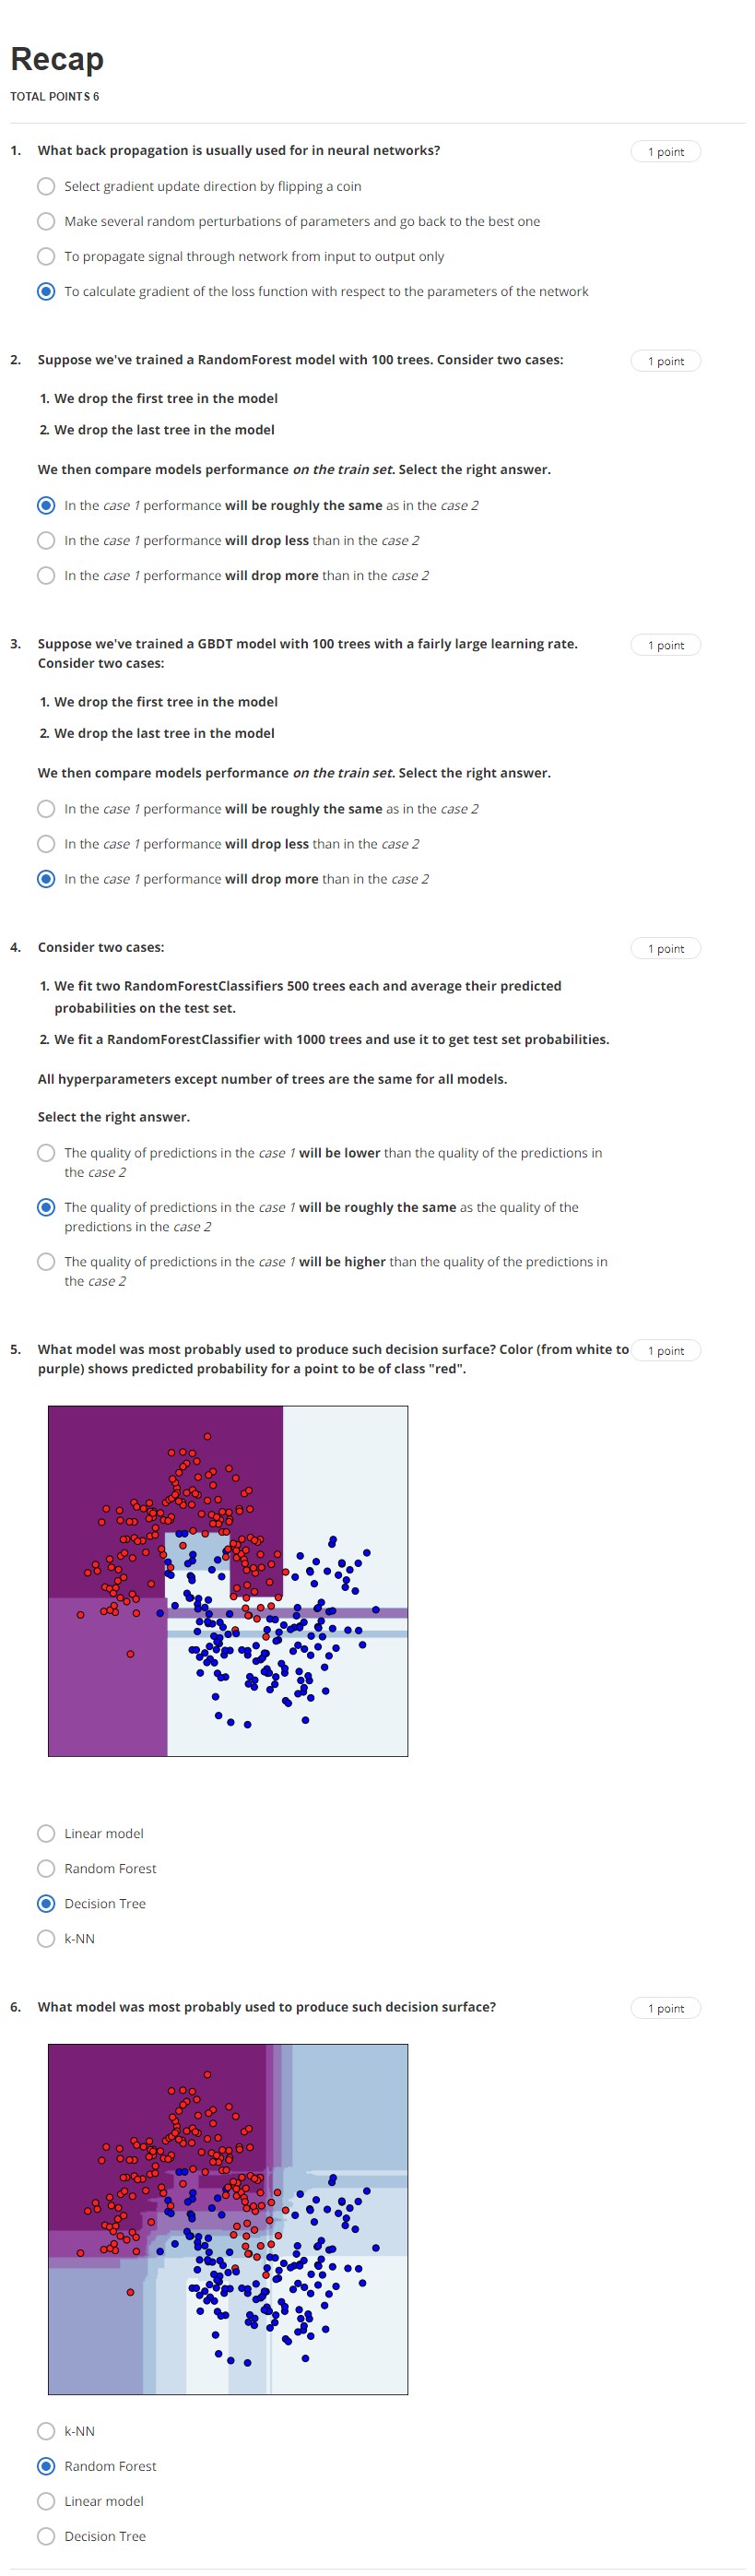 Recap
TOTAL POINTS 6
1. What back propagation is usually used for in neural networks? 1 point
Select gradient update direction by flipping a coin
Make several random perturbations of parameters and go back to the best one
To propagate signal through network from input to output only
To calculate gradient of the loss function with respect to the parameters of the network
2. Suppose we've trained a RandomForest model with 100 trees. Consider two cases: 1 point
1. We drop the first tree in the model
2. We drop the last tree in the model
We then compare models performance on the train set. Select the right answer.
In the case 1 performance will be roughly the same as in the case 2
In the case 1 performance will drop less than in the case 2
In the case 1 performance will drop more than in the case 2
3. Suppose we've trained a GBDT model with 100 trees with a fairly large learning rate. 1 point
Consider two cases:
1. We drop the first tree in the model
2. We drop the last tree in the model
We then compare models performance on the train set. Select the right answer.
In the case 1 performance will be roughly the same as in the case 2
In the case 1 performance will drop less than in the case 2
In the case 1 performance will drop more than in the case 2
4. Consider two cases: 1 point
1. We fit two RandomForestClassifiers 500 trees each and average their predicted
probabilities on the test set.
2. We fit a RandomForestClassifier with 1000 trees and use it to get test set probabilities.
All hyperparameters except number of trees are the same for all models.
Select the right answer.
The quality of predictions in the case 1 will be lower than the quality of the predictions in
the case 2
The quality of predictions in the case 1 will be roughly the same as the quality of the
predictions in the case 2
The quality of predictions in the case 1 will be higher than the quality of the predictions in
the case 2
5. What model was most probably used to produce such decision surface? Color (from white to 1 point
purple) shows predicted probability for a point to be of class "red".
Linear model
Random Forest
Decision Tree
k-NN
6. What model was most probably used to produce such decision surface? 1 point
k-NN
Random Forest
Linear model
Decision Tree